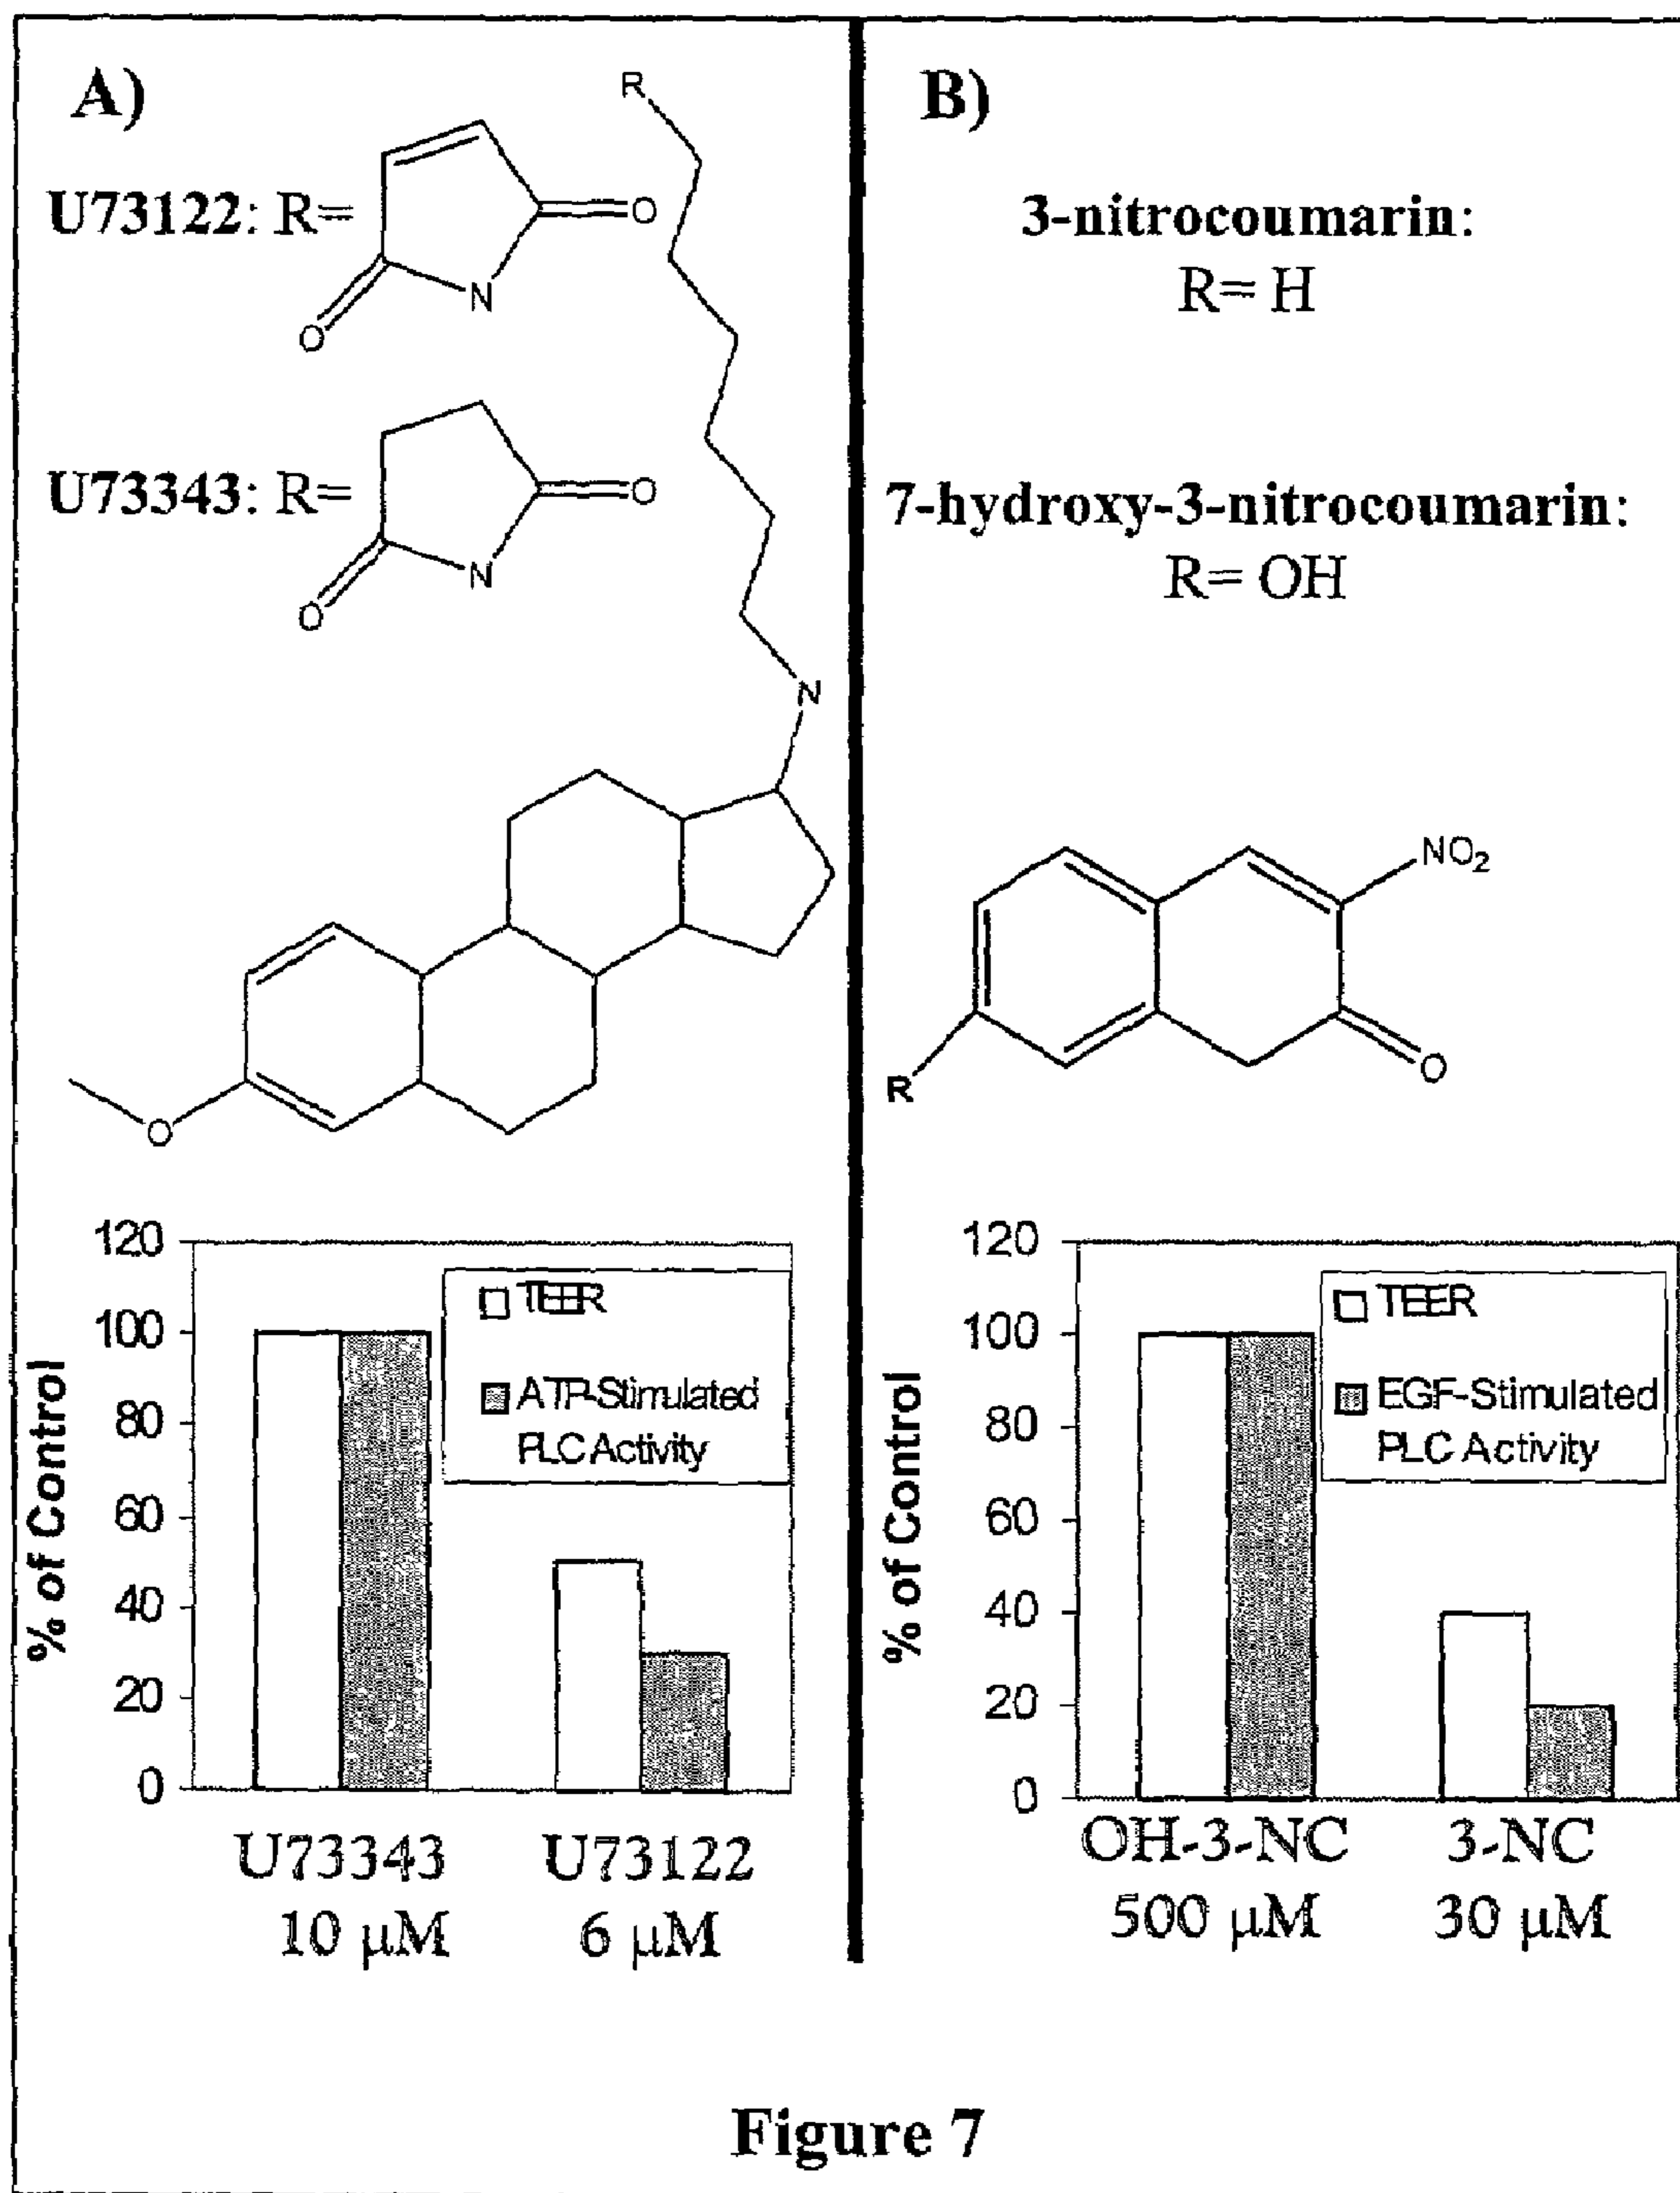 A)
R
U73122: R=
O
N
O
U73343: R=
O
N
O
N
O
120
100
80
60
40
20
0
% of Control
TEER
ATP-Stimulated
PLC Activity
U73343
10 µM
U73122
6 µM
B)
3-nitrocoumarin:
R= H
7-hydroxy-3-nitrocoumarin:
R= OH
NO2
O
R
120
100
80
60
40
20
0
% of Control
TEER
EGF-Stimulated
PLC Activity
OH-3-NC
500 µM
3-NC
30 µM
Figure 7